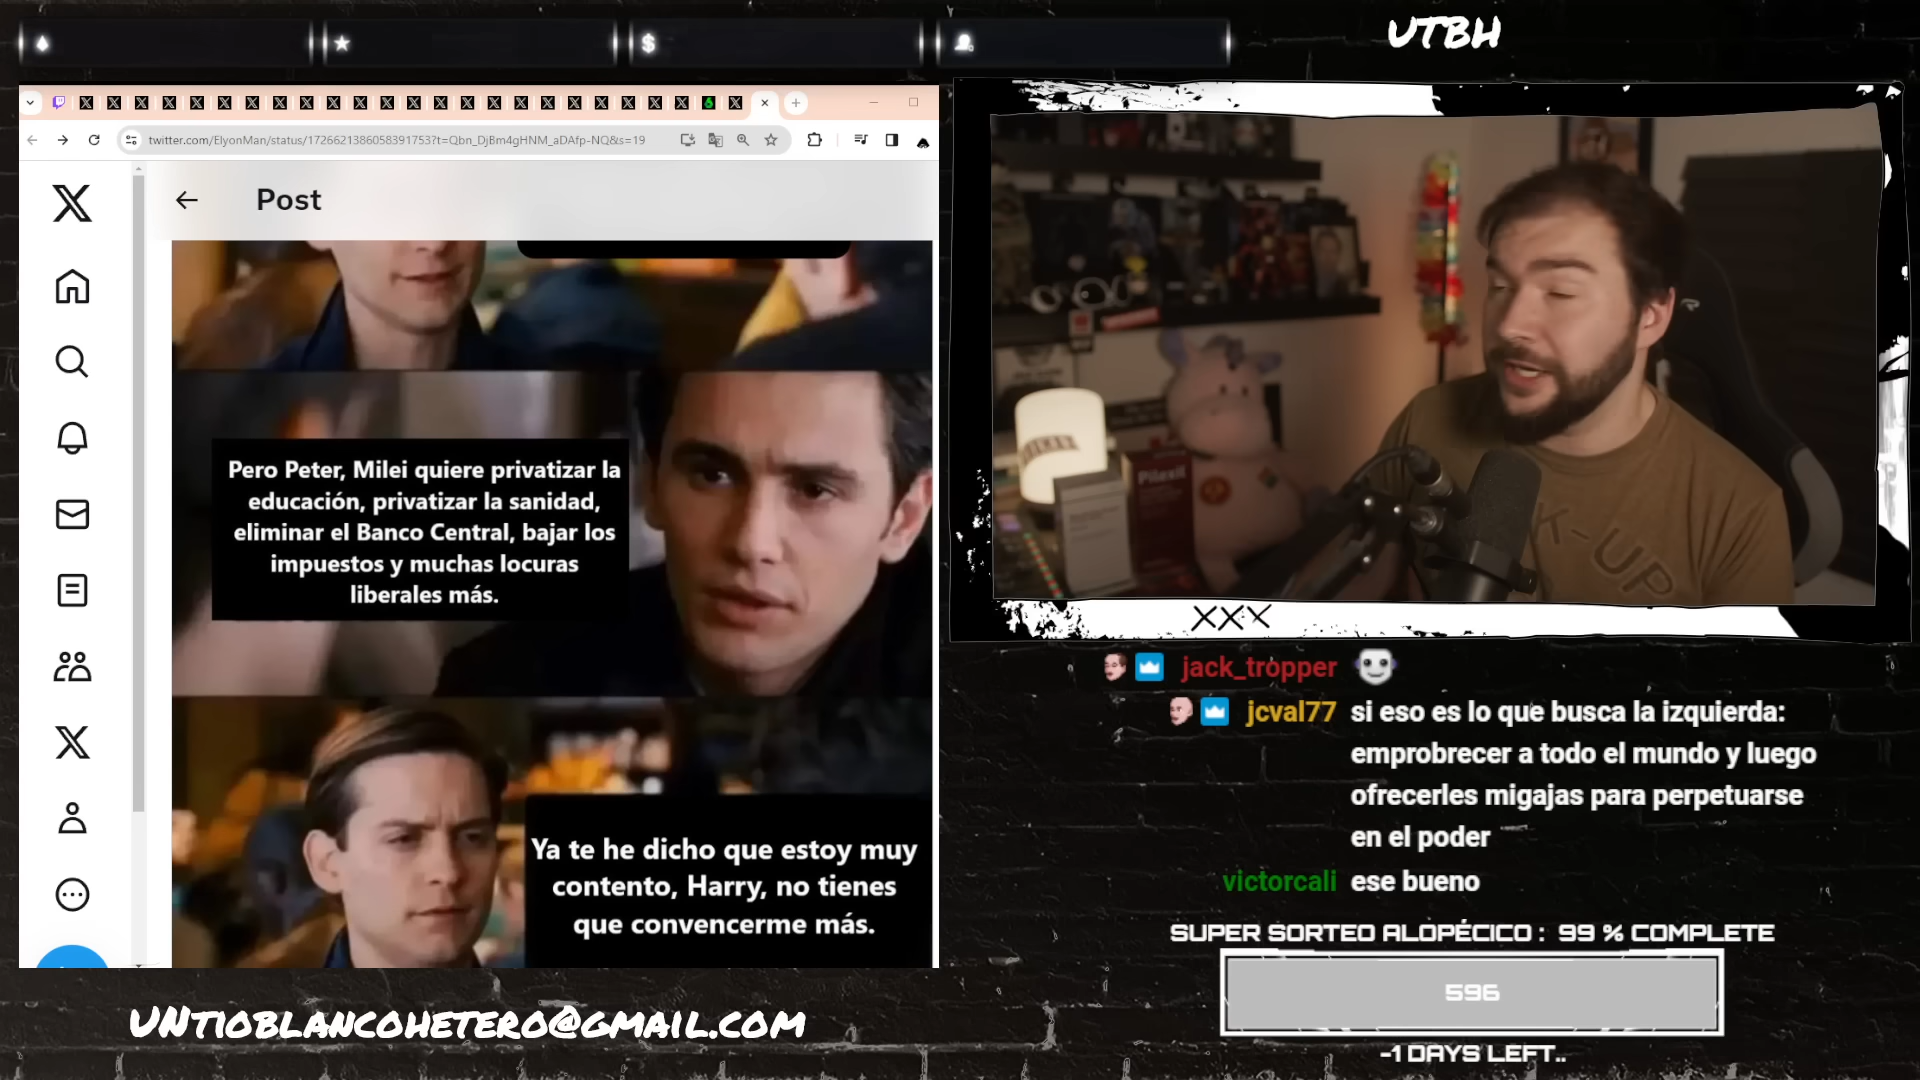 UTBH
twitter.com/ElyonMan/status/1726621386058391753?t=Qbn_DjBm4gHNM_aDAfp-NQ&s=19
Post
Pero Peter, Milei quiere privatizar la
educación, privatizar la sanidad,
eliminar el Banco Central, bajar los
impuestos y muchas locuras
liberales más.
Ya te he dicho que estoy muy
contento, Harry, no tienes
que convencerme más.
Pilexil
K-UP
XXX
jack_tropper
jcval77 si eso es lo que busca la izquierda:
emprobrecer a todo el mundo y luego
ofrecerles migajas para perpetuarse
en el poder
victorcali ese bueno
SUPER SORTEO ALOPÉCICO : 99 % COMPLETE
596
-1 DAYS LEFT..
UNTIOBLANCOHETERO@GMAIL.COM